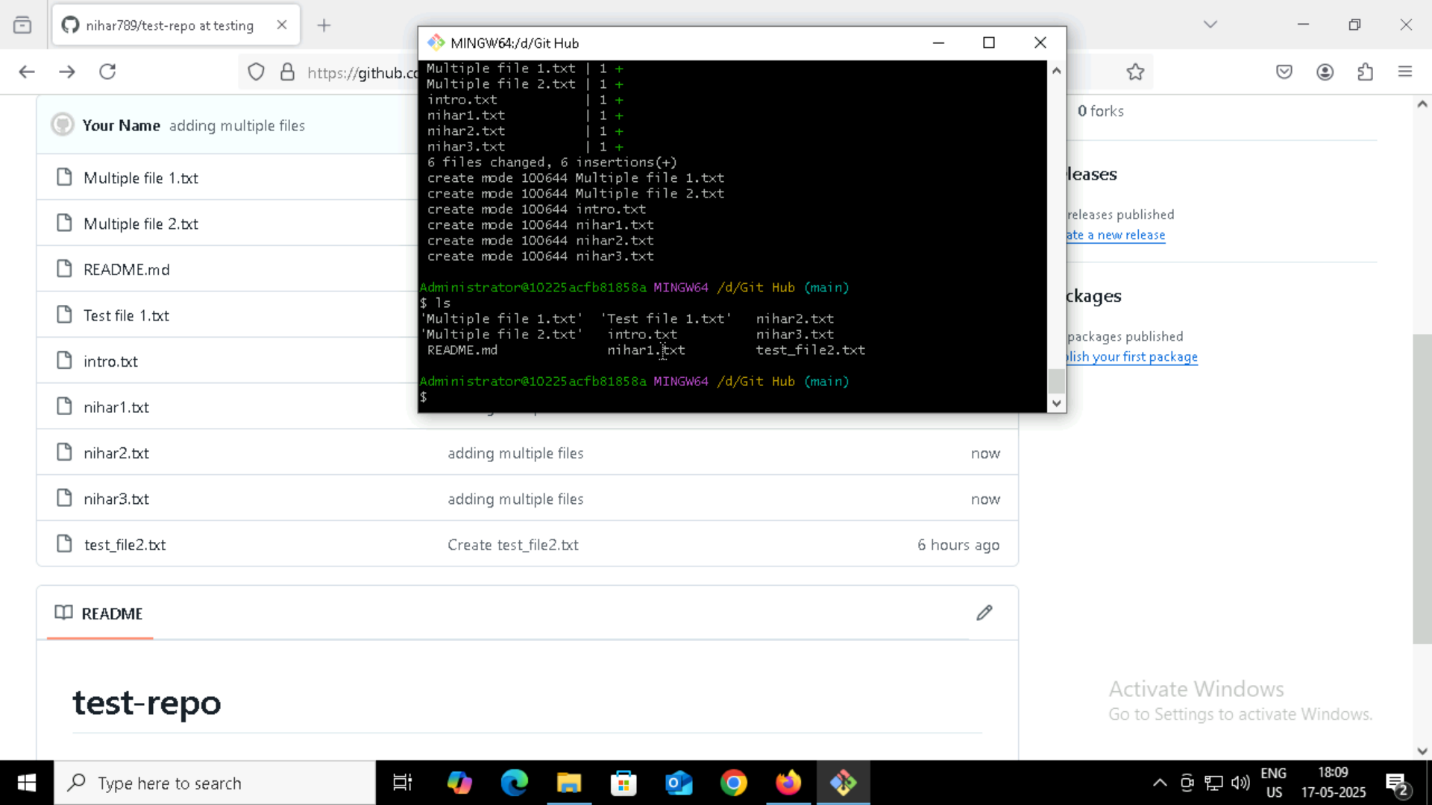 nihar789/test-repo at testing
https://github.co
MINGW64:/d/Git Hub
Multiple file 1.txt | 1 +
Multiple file 2.txt | 1 +
intro.txt | 1 +
nihar1.txt | 1 +
nihar2.txt | 1 +
nihar3.txt | 1 +
6 files changed, 6 insertions(+)
create mode 100644 Multiple file 1.txt
create mode 100644 Multiple file 2.txt
create mode 100644 intro.txt
create mode 100644 nihar1.txt
create mode 100644 nihar2.txt
create mode 100644 nihar3.txt
Administrator@10225acfb81858a MINGW64 /d/Git Hub (main)
$ ls
'Multiple file 1.txt' 'Test file 1.txt' nihar2.txt
'Multiple file 2.txt' intro.txt nihar3.txt
README.md nihar1.txt test_file2.txt
Administrator@10225acfb81858a MINGW64 /d/Git Hub (main)
$
Your Name adding multiple files
Multiple file 1.txt
Multiple file 2.txt
README.md
Test file 1.txt
intro.txt
nihar1.txt
nihar2.txt adding multiple files now
nihar3.txt adding multiple files now
test_file2.txt Create test_file2.txt 6 hours ago
0 forks
leases
releases published
ate a new release
ckages
packages published
blish your first package
README
test-repo
Activate Windows
Go to Settings to activate Windows.
Type here to search
ENG
US
18:09
17-05-2025
2